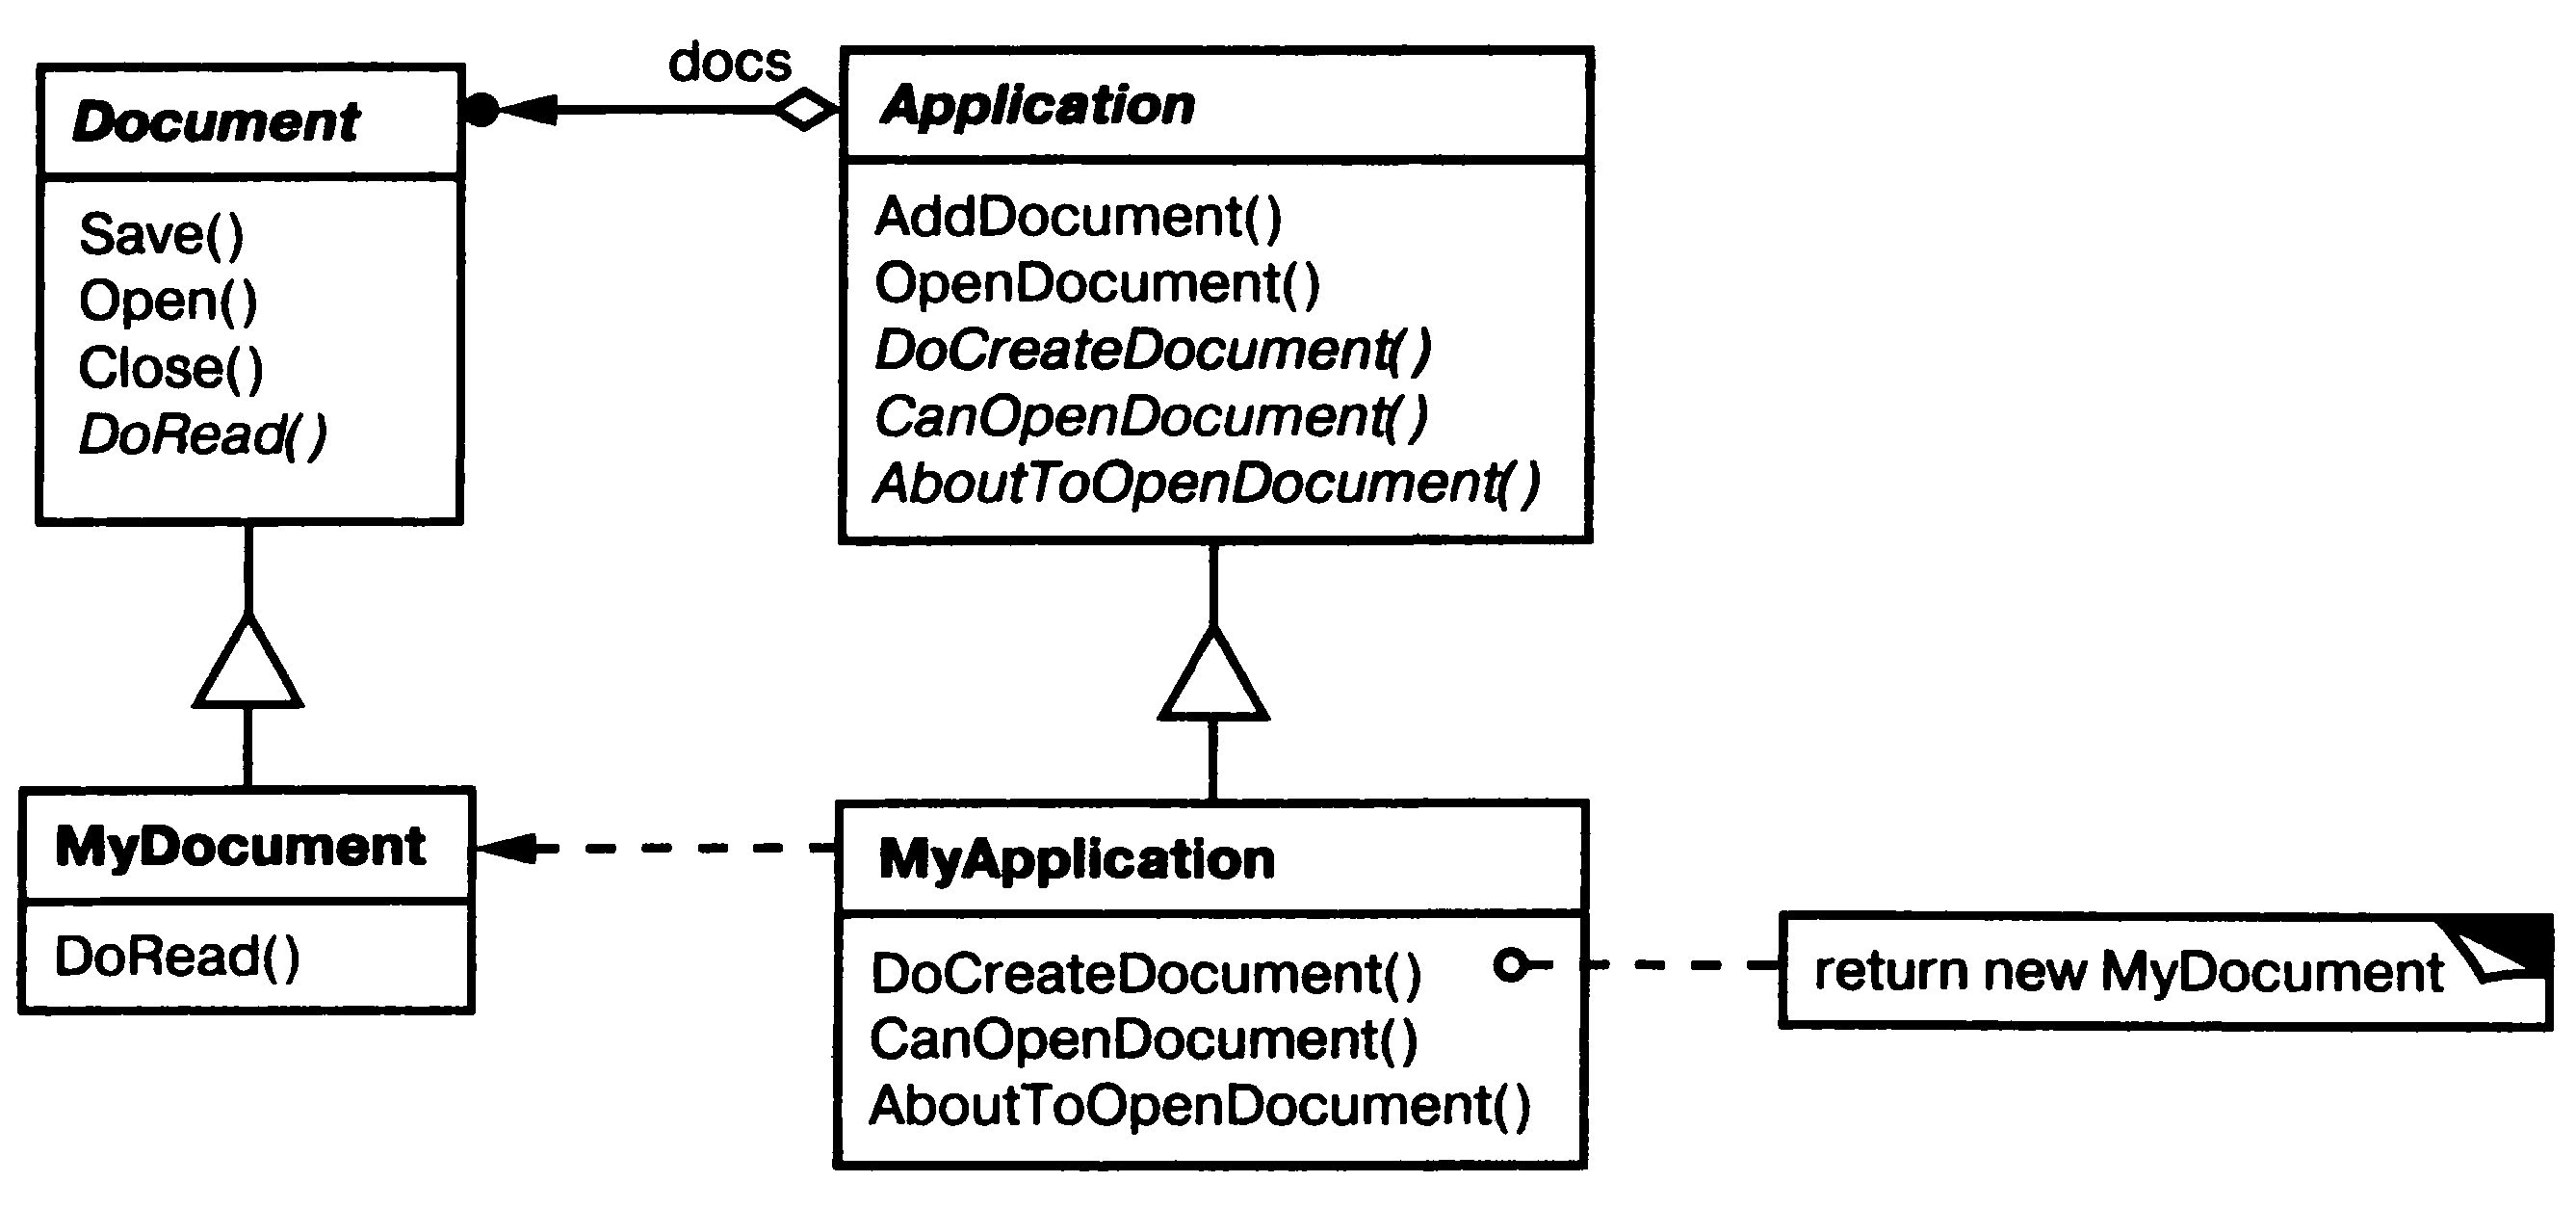 docs
Document
Save()
Open()
Close()
DoRead()
Application
AddDocument()
OpenDocument()
DoCreateDocument()
CanOpenDocument()
AboutToOpenDocument()
MyDocument
DoRead()
MyApplication
DoCreateDocument()
CanOpenDocument()
AboutToOpenDocument()
return new MyDocument